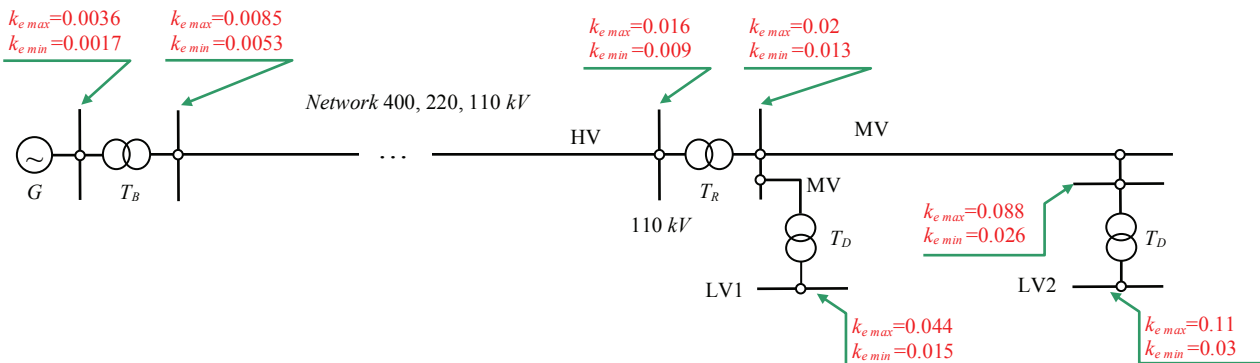 k_e max=0.0036
k_e min=0.0017
k_e max=0.0085
k_e min=0.0053
k_e max=0.016
k_e min=0.009
k_e max=0.02
k_e min=0.013
Network 400, 220, 110 kV
HV
MV
~
...
G
T_B
T_R
MV
110 kV
T_D
k_e max=0.088
k_e min=0.026
T_D
LV1
LV2
k_e max=0.044
k_e min=0.015
k_e max=0.11
k_e min=0.03